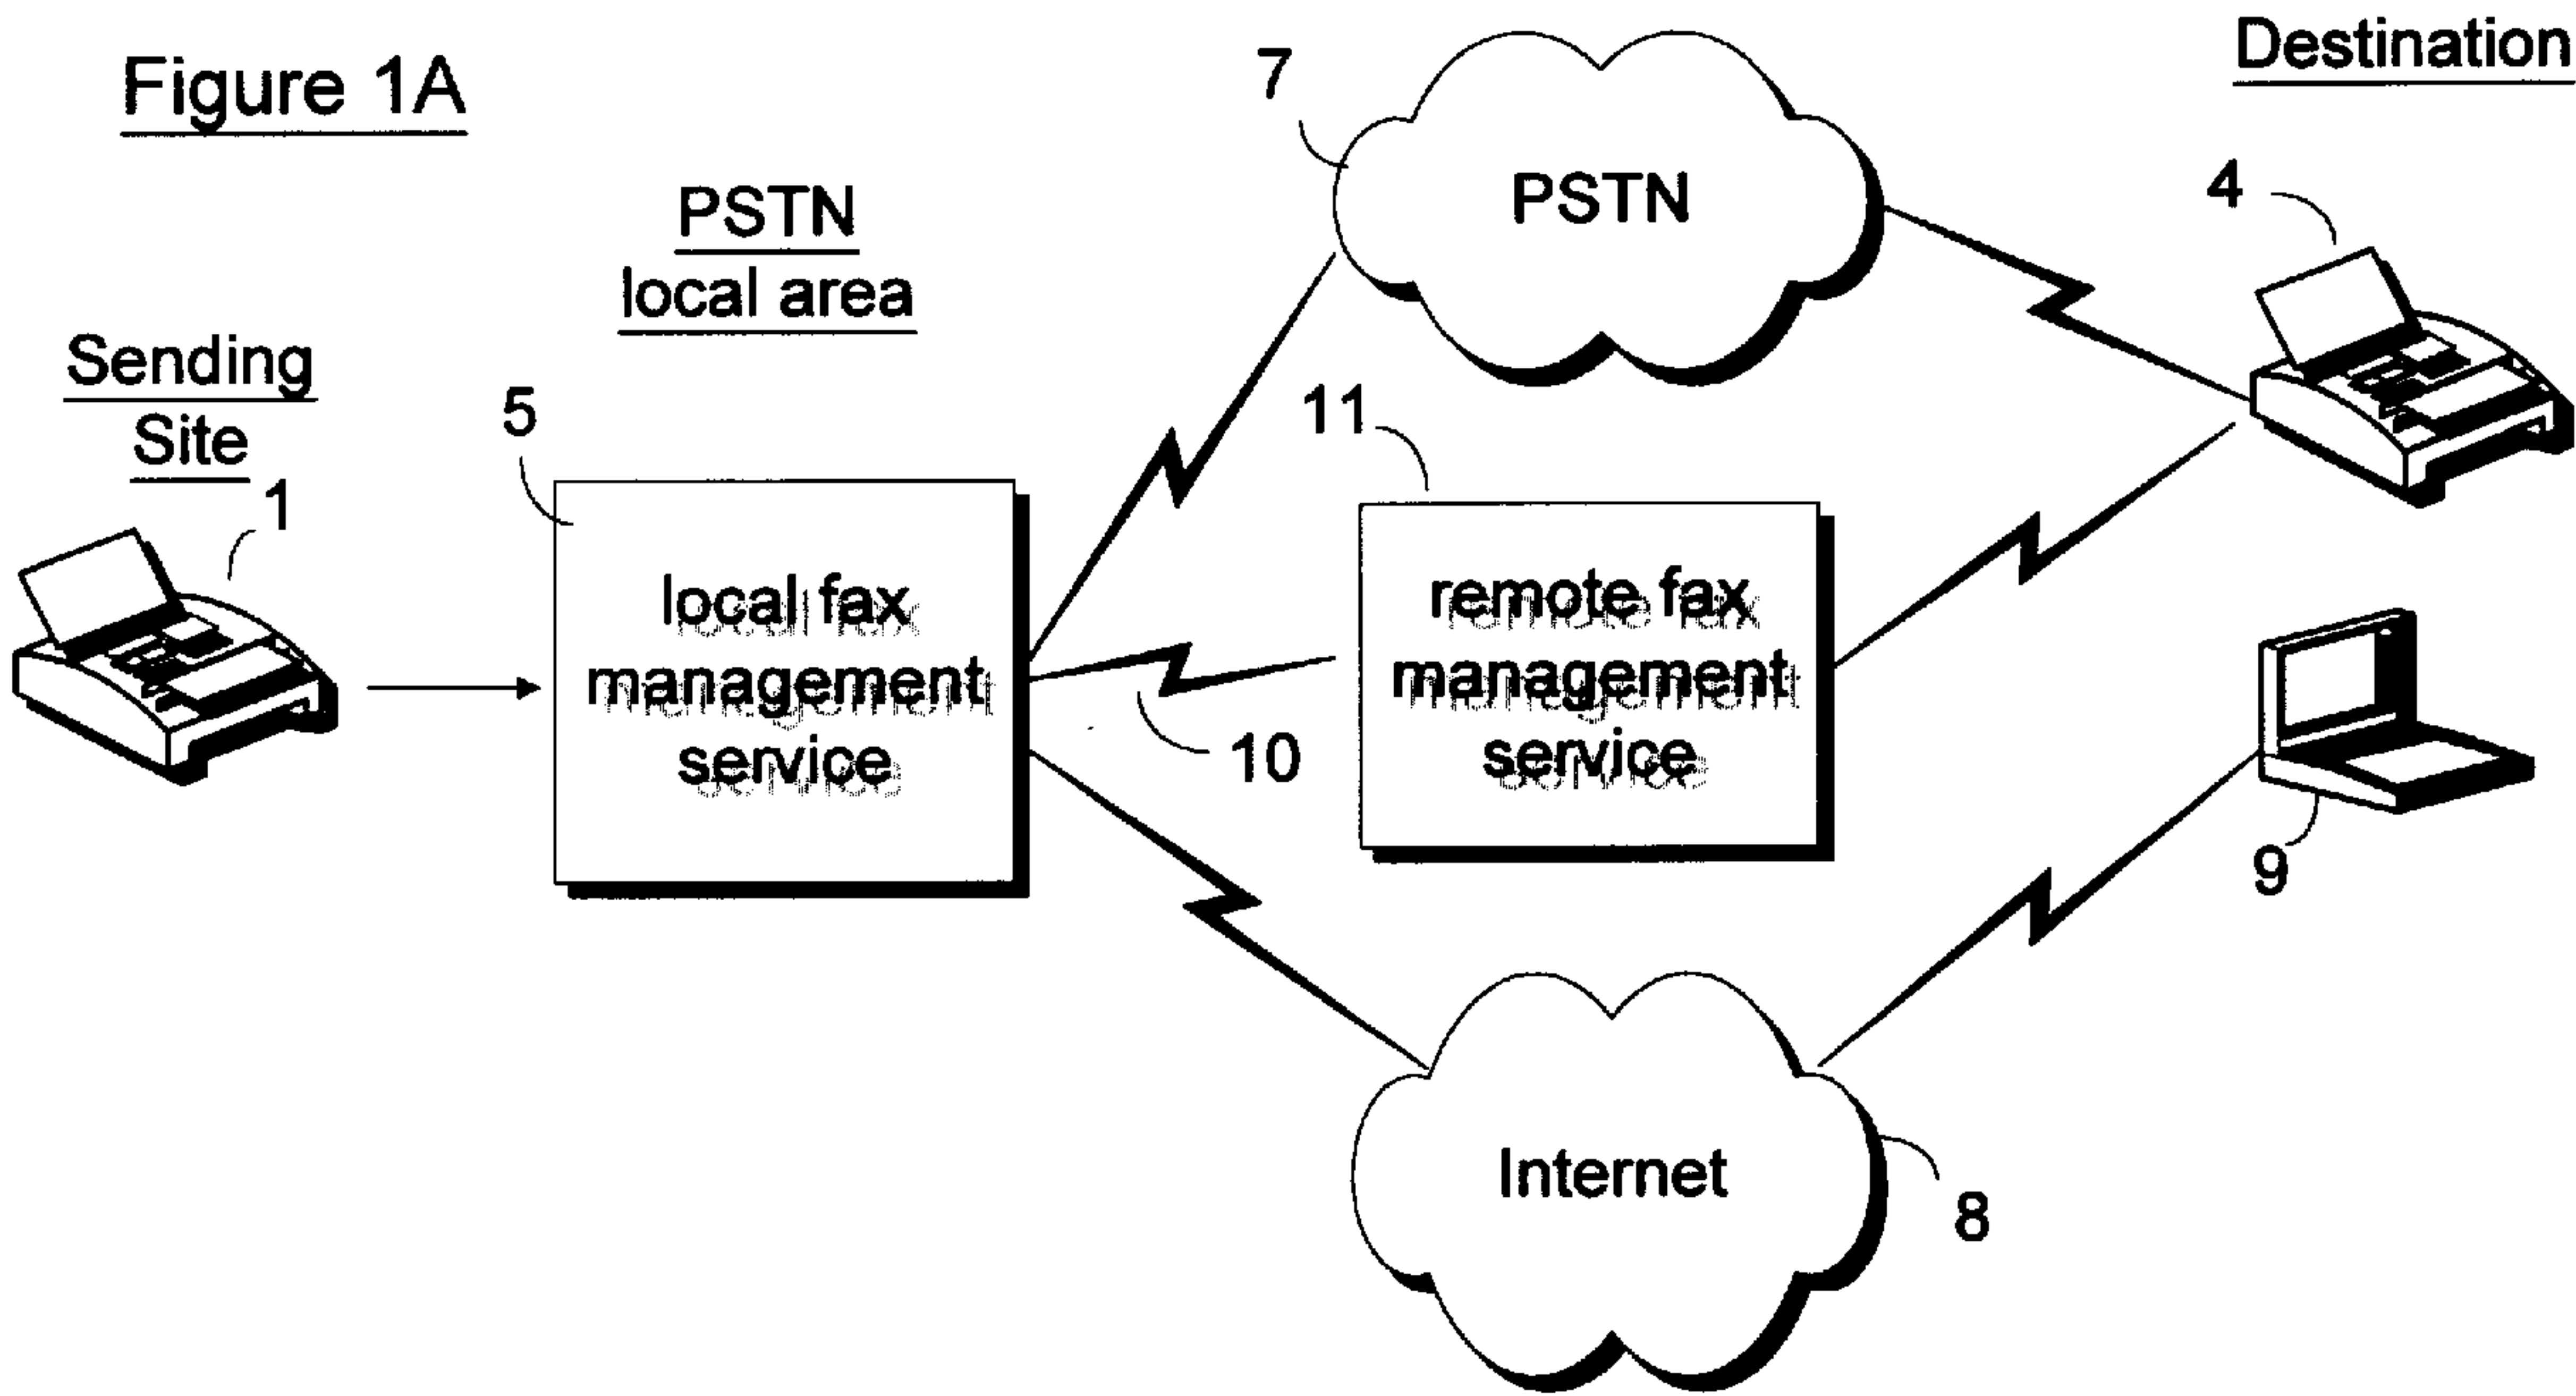 Figure 1A
Destination
7
PSTN
4
PSTN
local area
Sending
Site
1
5
11
local fax
management
service
remote fax
management
service
10
9
Internet
8